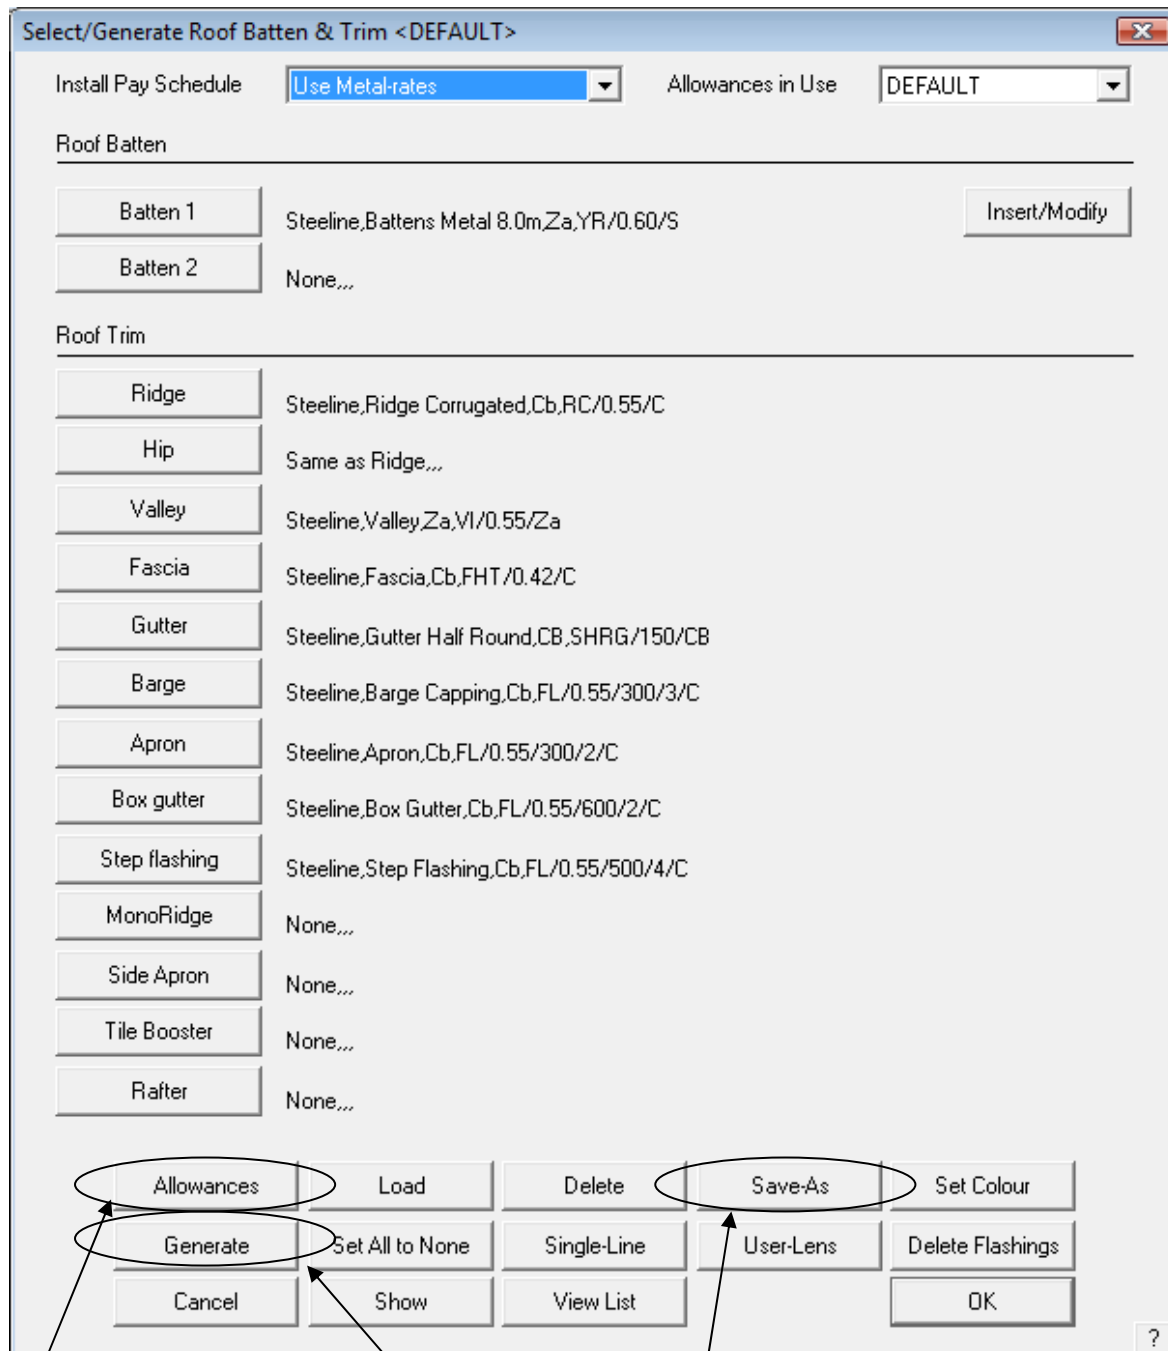 Select/Generate Roof Batten & Trim <DEFAULT>
Install Pay Schedule Use Metal-rates Allowances in Use DEFAULT
Roof Batten
Batten 1 Steeline,Battens Metal 8.0m,Za,YR/0.60/S Insert/Modify
Batten 2 None,,,
Roof Trim
Ridge Steeline,Ridge Corrugated,Cb,RC/0.55/C
Hip Same as Ridge,,,
Valley Steeline,Valley,Za,VI/0.55/Za
Fascia Steeline,Fascia,Cb,FHT/0.42/C
Gutter Steeline,Gutter Half Round,CB,SHRG/150/CB
Barge Steeline,Barge Capping,Cb,FL/0.55/300/3/C
Apron Steeline,Apron,Cb,FL/0.55/300/2/C
Box gutter Steeline,Box Gutter,Cb,FL/0.55/600/2/C
Step flashing Steeline,Step Flashing,Cb,FL/0.55/500/4/C
MonoRidge None,,,
Side Apron None,,,
Tile Booster None,,,
Rafter None,,,
Allowances Load Delete Save-As Set Colour
Generate Set All to None Single-Line User-Lens Delete Flashings
Cancel Show View List OK
?